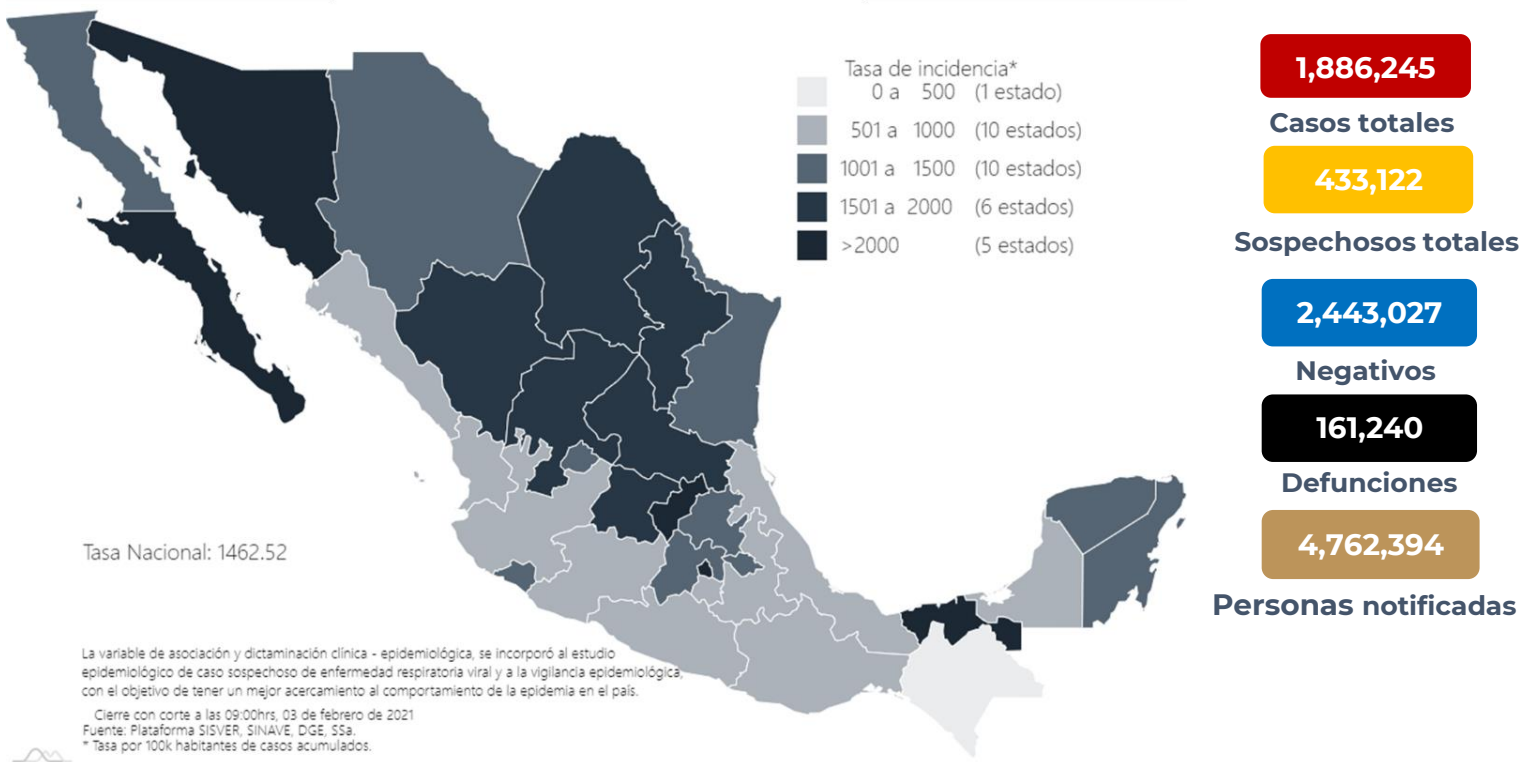 Tasa de incidencia*
0 a 500 (1 estado)
501 a 1000 (10 estados)
1001 a 1500 (10 estados)
1501 a 2000 (6 estados)
>2000 (5 estados)
Tasa Nacional: 1462.52
La variable de asociación y dictaminación clínica - epidemiológica, se incorporó al estudio
epidemiológico de caso sospechoso de enfermedad respiratoria viral y a la vigilancia epidemiológica,
con el objetivo de tener un mejor acercamiento al comportamiento de la epidemia en el país.
Cierre con corte a las 09:00hrs, 03 de febrero de 2021
Fuente: Plataforma SISVER, SINAVE, DGE, SSa.
* Tasa por 100k habitantes de casos acumulados.
1,886,245
Casos totales
433,122
Sospechosos totales
2,443,027
Negativos
161,240
Defunciones
4,762,394
Personas notificadas